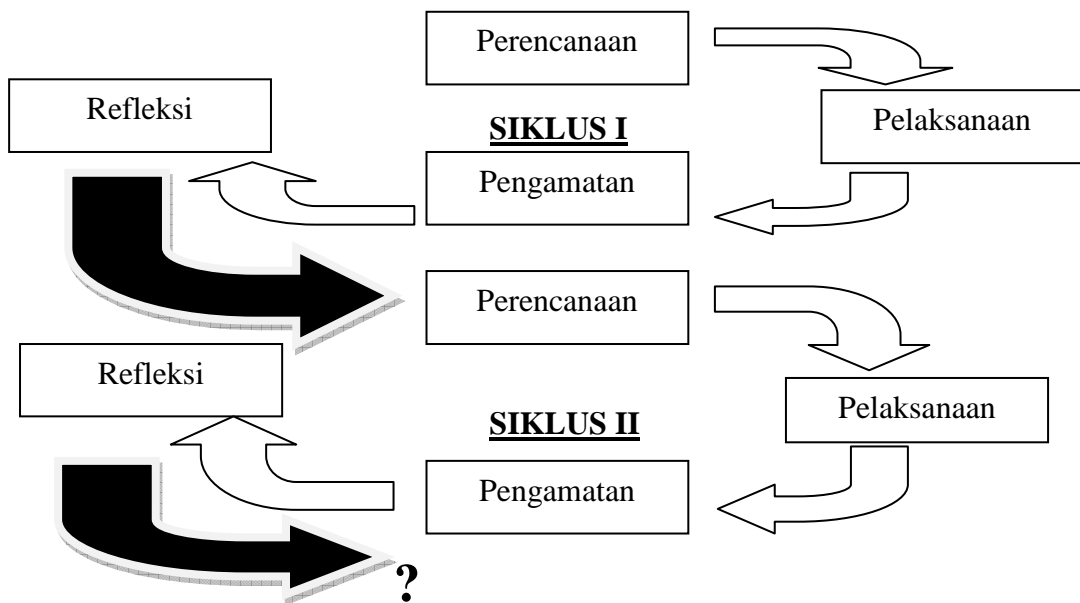 Perencanaan
Refleksi
Pelaksanaan
SIKLUS I
Pengamatan
Perencanaan
Refleksi
Pelaksanaan
SIKLUS II
Pengamatan
?